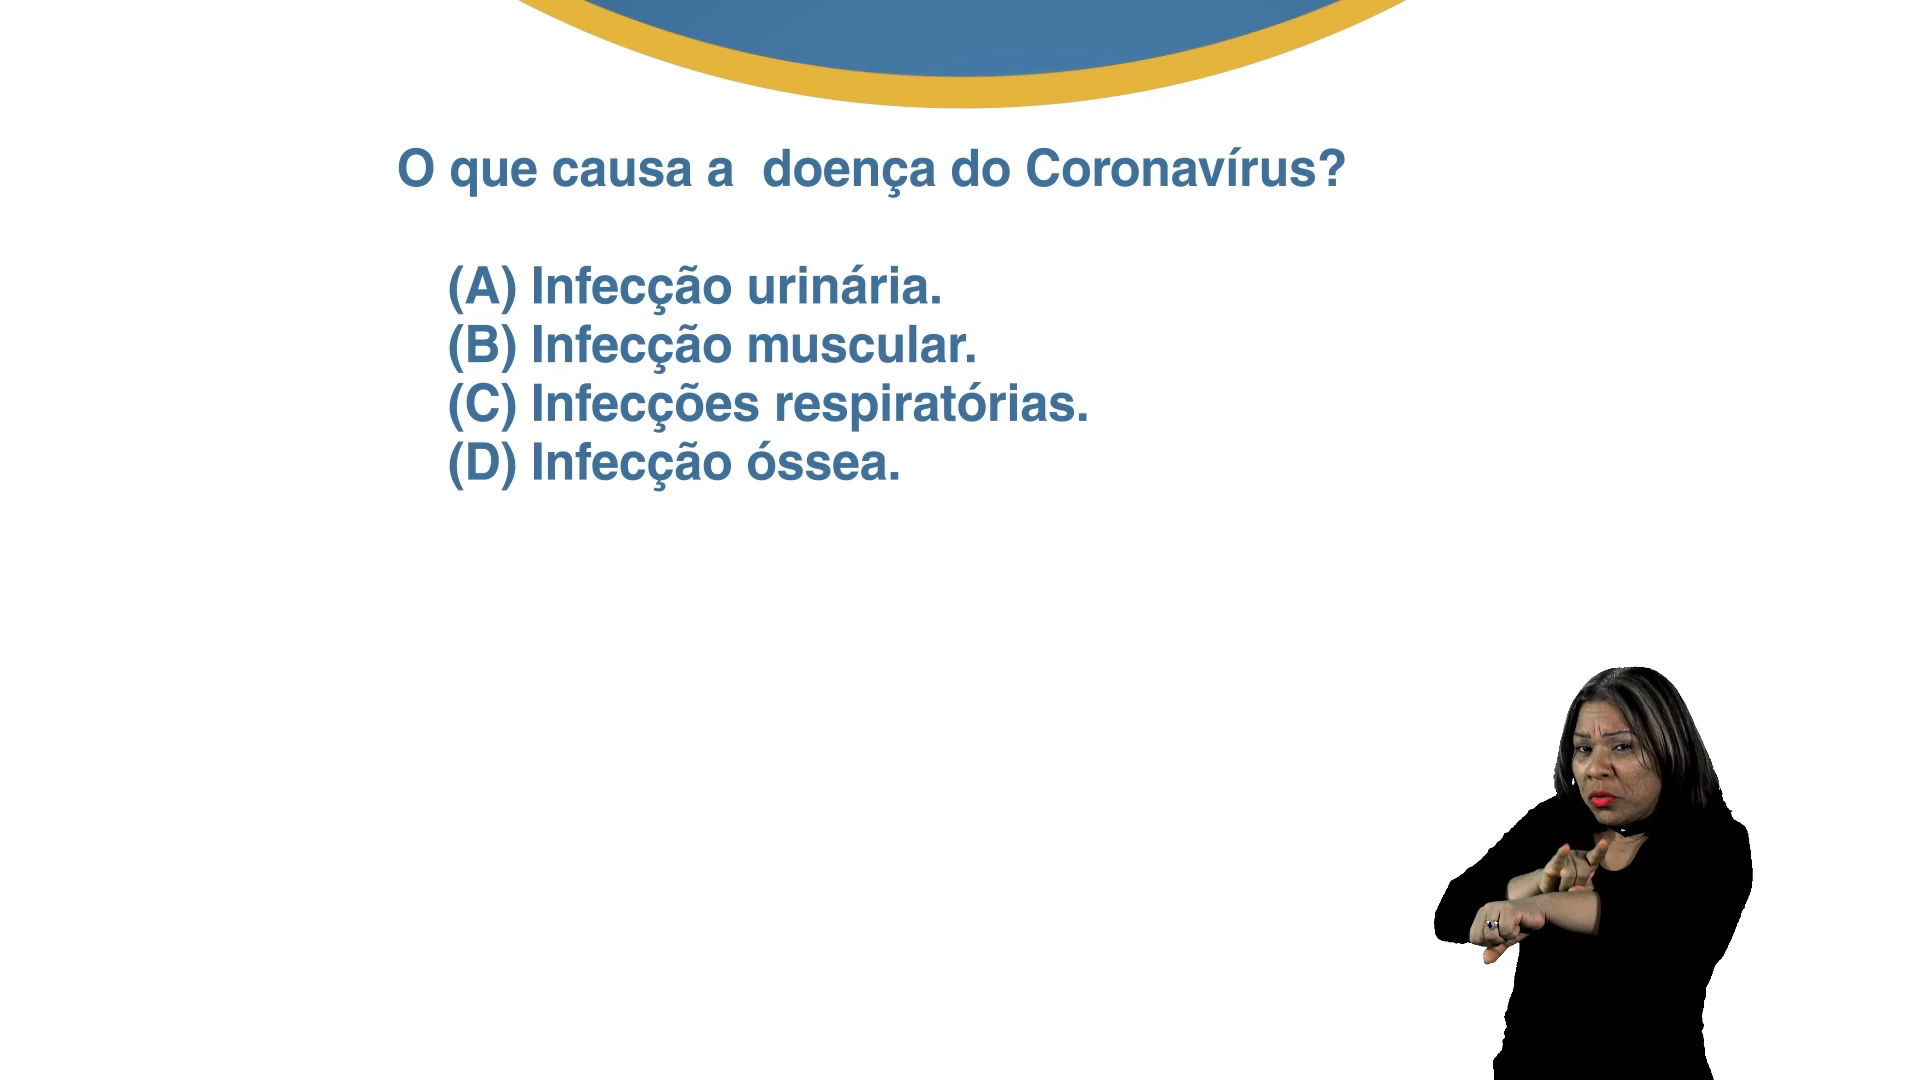 O que causa a  doença do Coronavírus?
(A) Infecção urinária.
(B) Infecção muscular.
(C) Infecções respiratórias.
(D) Infecção óssea.